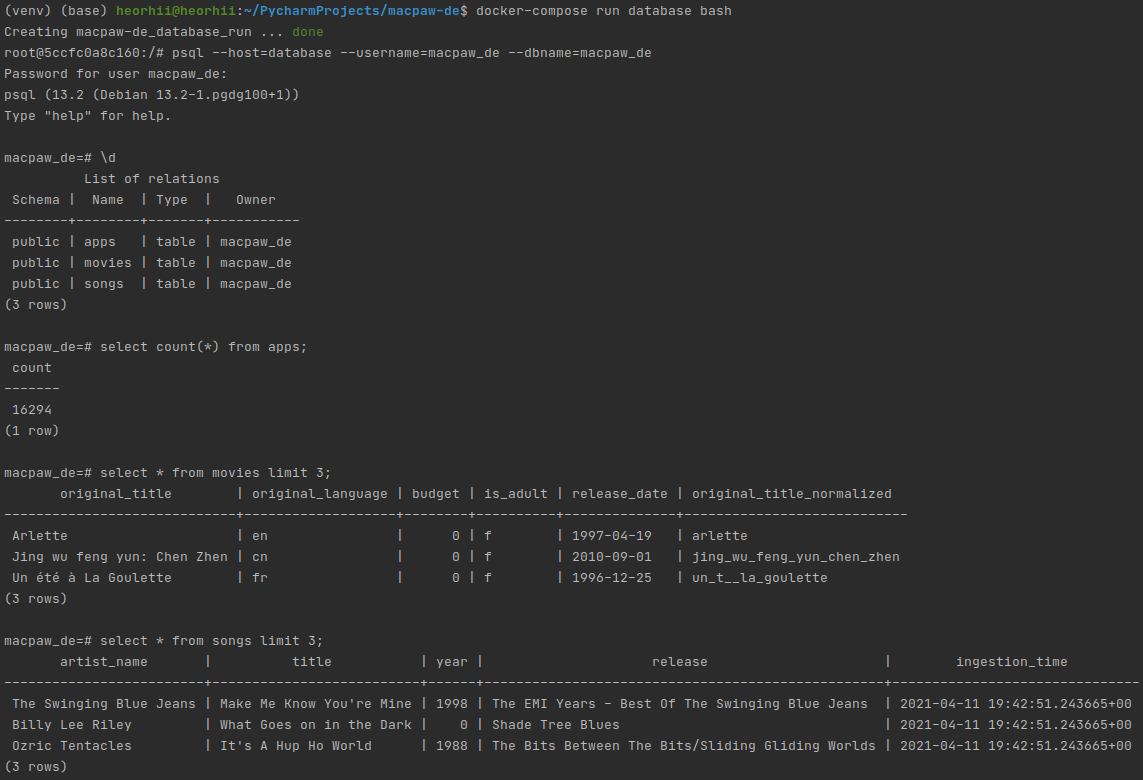 (venv) (base) heorhii@heorhii:~/PycharmProjects/macpaw-de$ docker-compose run database bash
Creating macpaw-de_database_run ... done
root@5ccfc0a8c160:/# psql --host=database --username=macpaw_de --dbname=macpaw_de
Password for user macpaw_de:
psql (13.2 (Debian 13.2-1.pgdg100+1))
Type "help" for help.

macpaw_de=# \d
          List of relations
 Schema |  Name  | Type  |   Owner
--------+--------+-------+-----------
 public | apps   | table | macpaw_de
 public | movies | table | macpaw_de
 public | songs  | table | macpaw_de
(3 rows)

macpaw_de=# select count(*) from apps;
 count
-------
 16294
(1 row)

macpaw_de=# select * from movies limit 3;
       original_title        | original_language | budget | is_adult | release_date | original_title_normalized
-----------------------------+-------------------+--------+----------+--------------+----------------------------
 Arlette                     | en                |      0 | f        | 1997-04-19   | arlette
 Jing wu feng yun: Chen Zhen | cn                |      0 | f        | 2010-09-01   | jing_wu_feng_yun_chen_zhen
 Un été à La Goulette        | fr                |      0 | f        | 1996-12-25   | un_t__la_goulette
(3 rows)

macpaw_de=# select * from songs limit 3;
       artist_name       |          title          | year |                     release                      |        ingestion_time
-------------------------+--------------------------+------+--------------------------------------------------+-------------------------------
 The Swinging Blue Jeans | Make Me Know You're Mine | 1998 | The EMI Years - Best Of The Swinging Blue Jeans  | 2021-04-11 19:42:51.243665+00
 Billy Lee Riley         | What Goes on in the Dark |    0 | Shade Tree Blues                                 | 2021-04-11 19:42:51.243665+00
 Ozric Tentacles         | It's A Hup Ho World      | 1988 | The Bits Between The Bits/Sliding Gliding Worlds | 2021-04-11 19:42:51.243665+00
(3 rows)